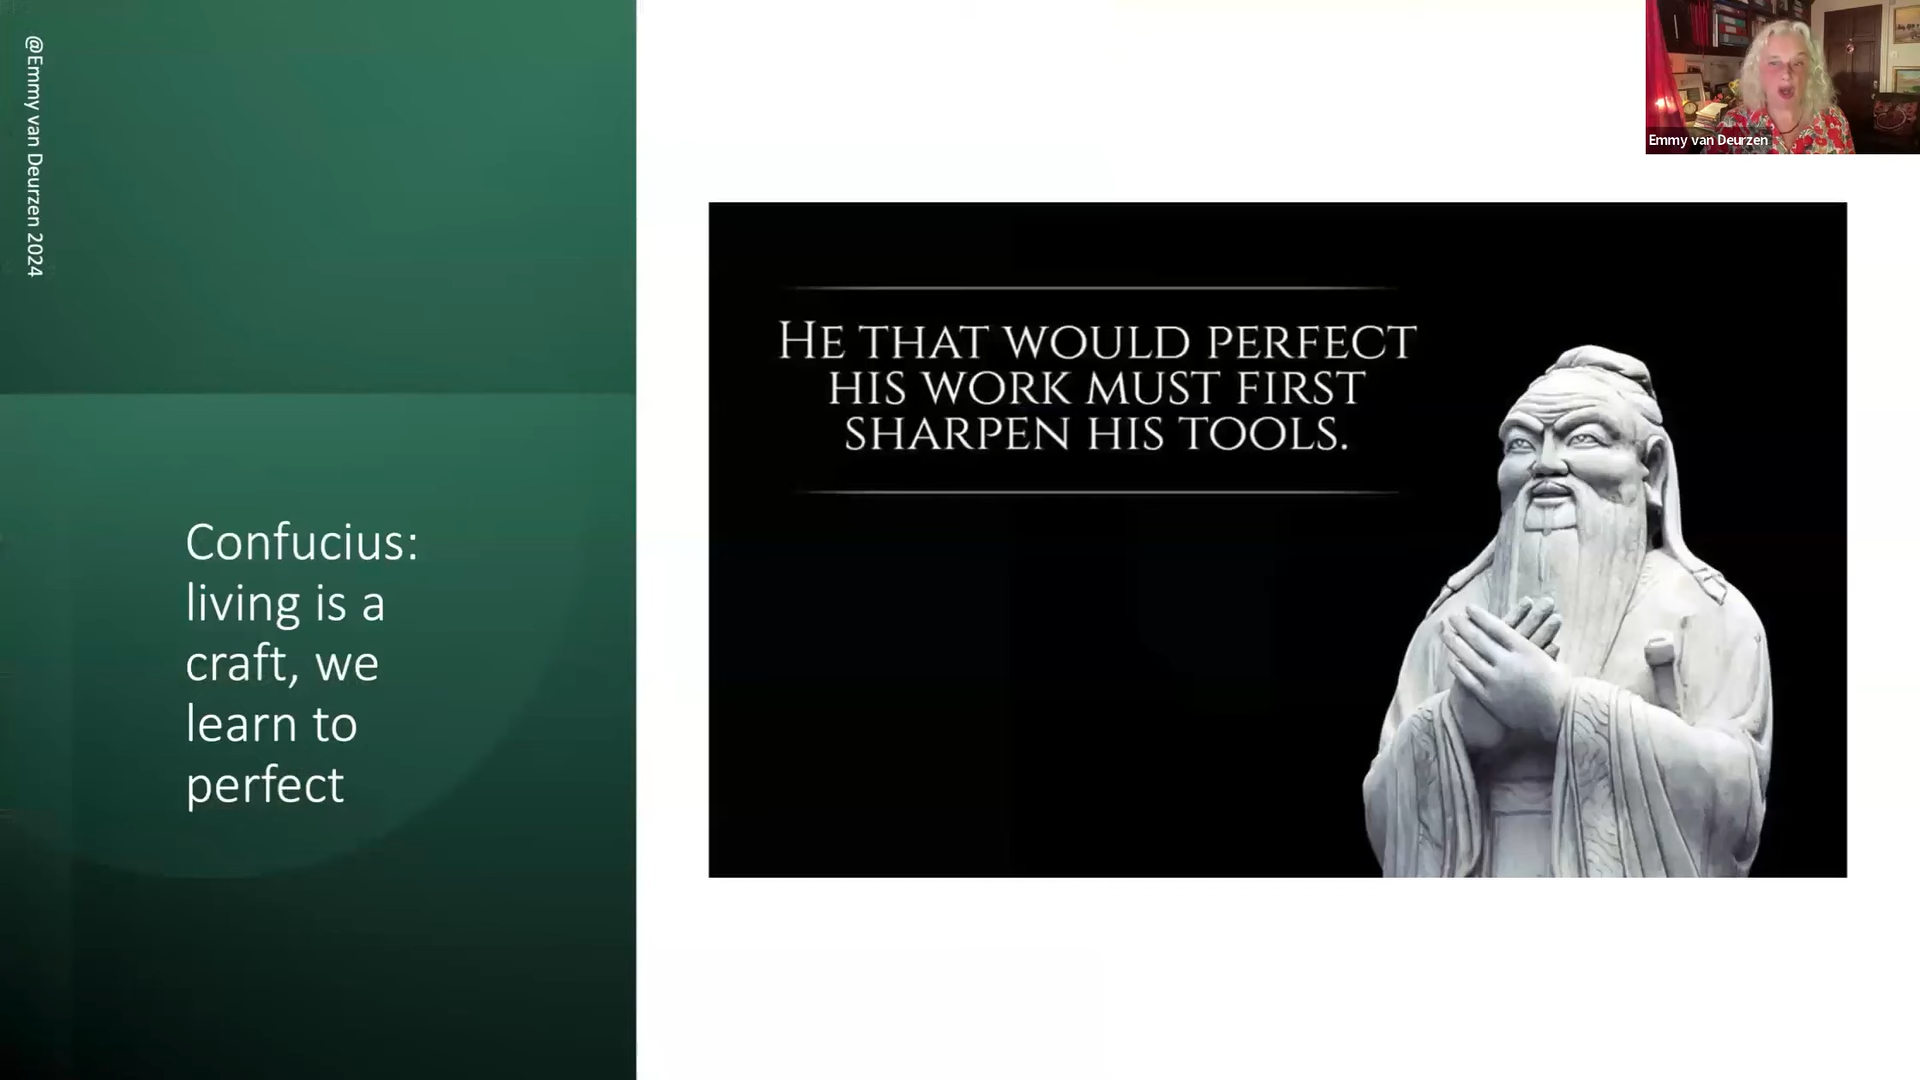 @Emmy van Deurzen 2024
Confucius:
living is a
craft, we
learn to
perfect
He that would perfect
his work must first
sharpen his tools.
Emmy van Deurzen